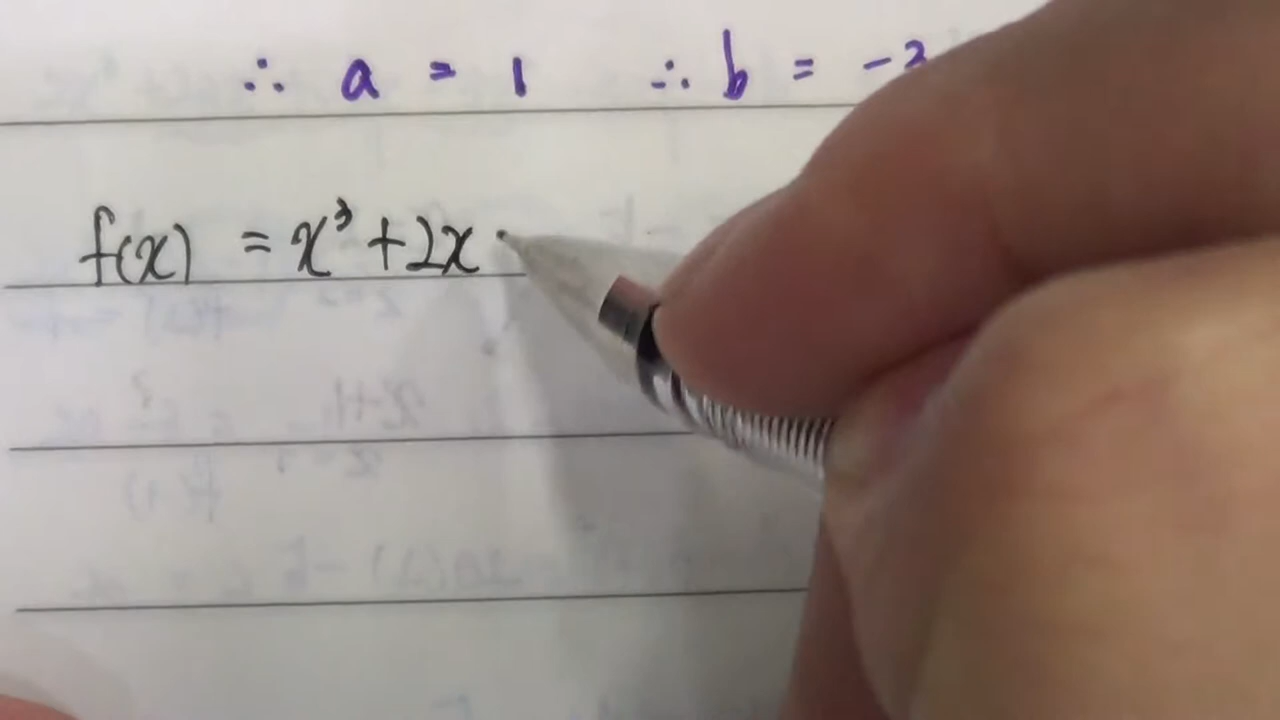 ∴ a = 1 ∴ b = -3
f(x) = x³ + 2x